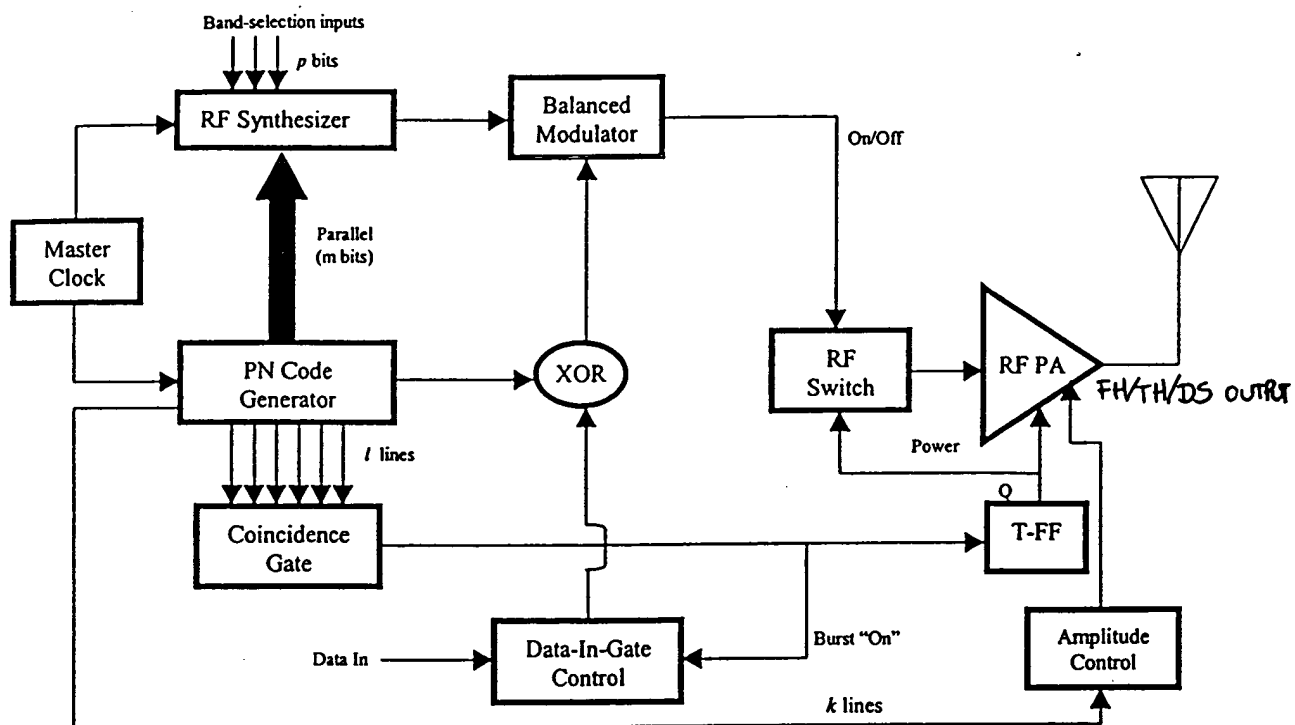 Band-selection inputs
p bits
RF Synthesizer
Balanced
Modulator
On/Off
Master
Clock
Parallel
(m bits)
PN Code
Generator
XOR
RF
Switch
RF PA
FH/TH/DS OUTPUT
l lines
Power
Coincidence
Gate
Q
T-FF
Data In
Data-In-Gate
Control
Burst "On"
Amplitude
Control
k lines